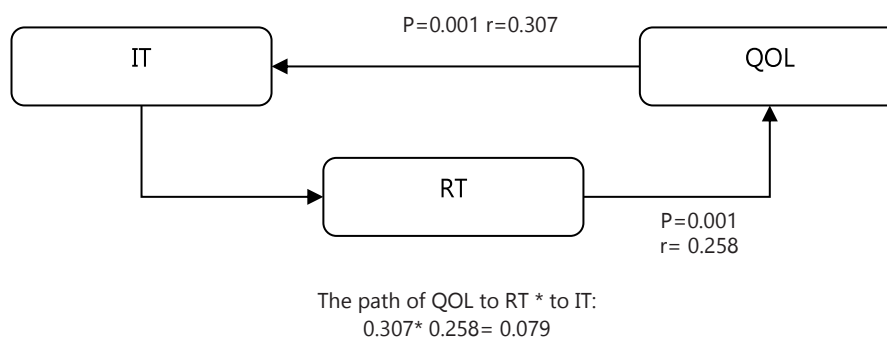 P=0.001 r=0.307
IT
QOL
RT
P=0.001
r= 0.258
The path of QOL to RT * to IT:
0.307* 0.258= 0.079